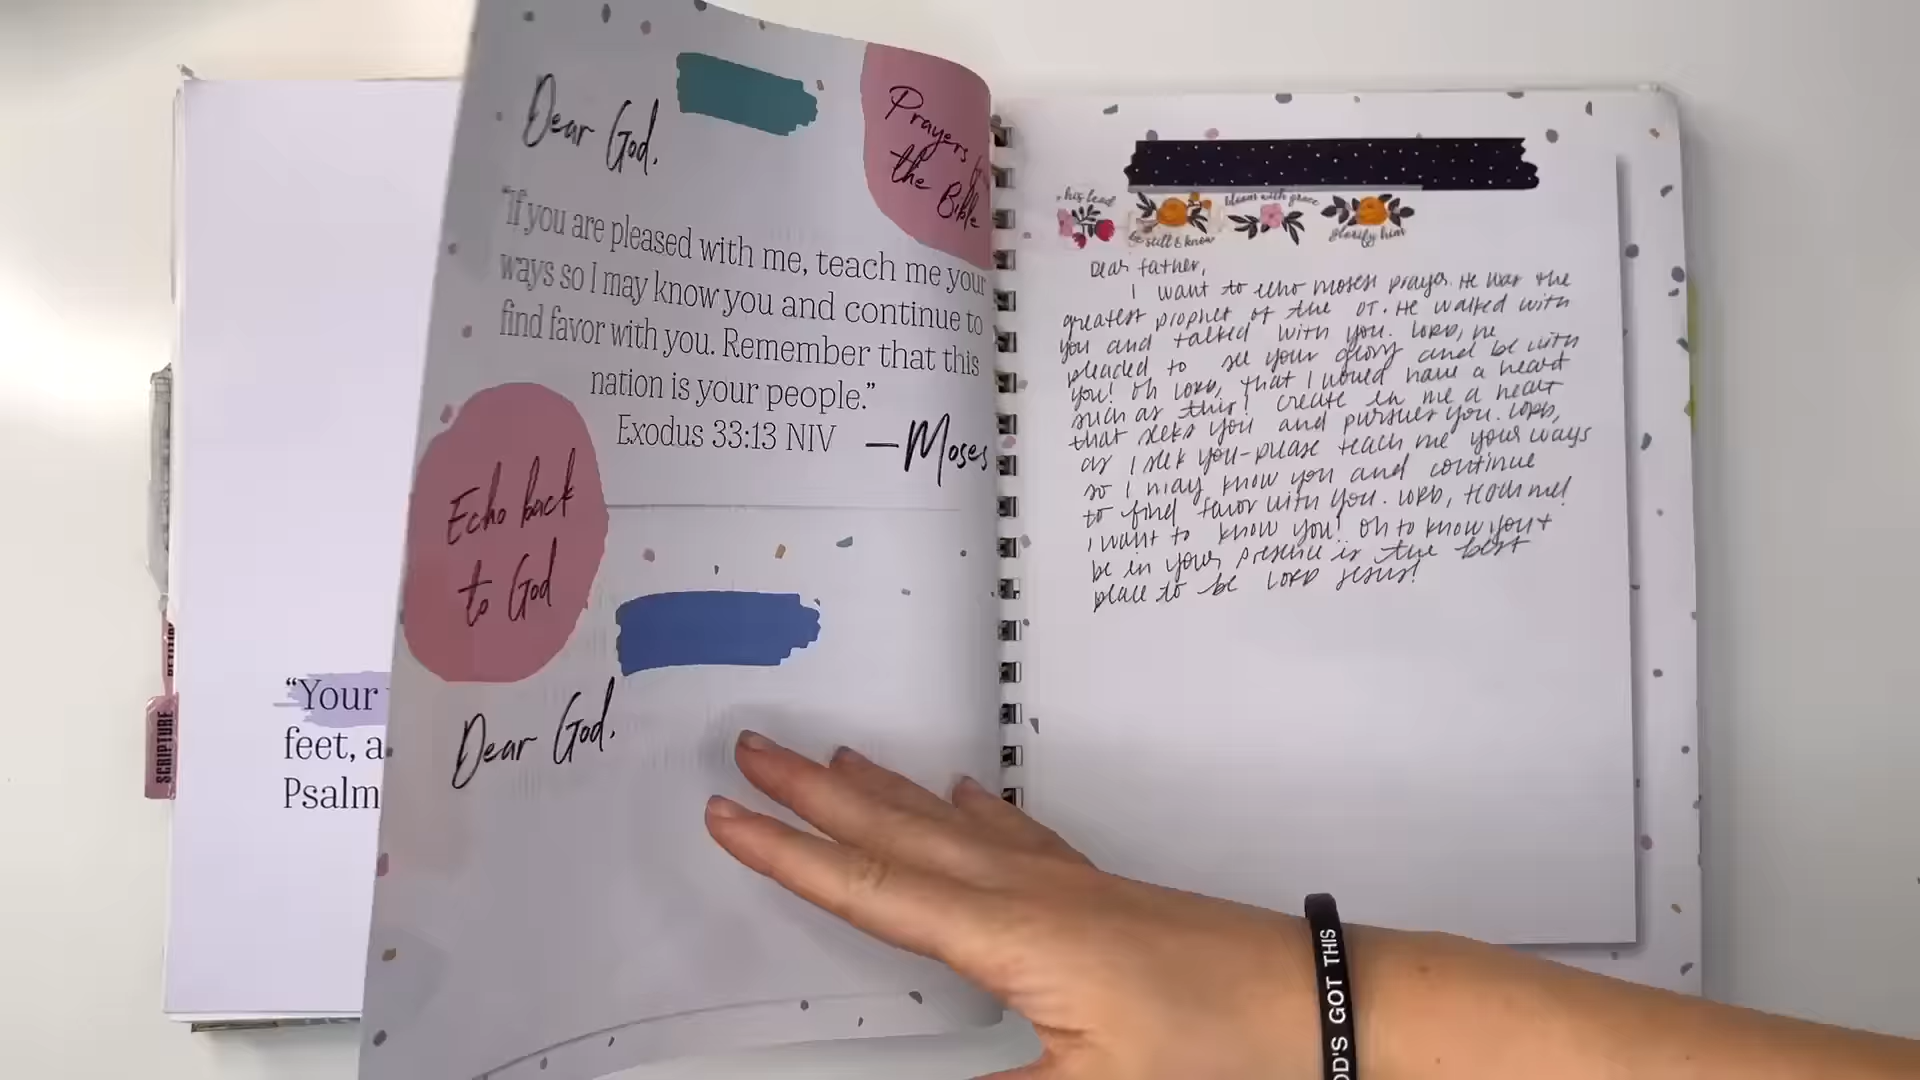 Dear God,
Prayers
the Bible
"If you are pleased with me, teach me your
ways so I may know you and continue to
find favor with you. Remember that this
nation is your people."
Exodus 33:13 NIV
—Moses
Echo back
to God
Dear God,
"Your
feet, a
Psalm
SCRIPTURE
his lead
be still & know
bloom with grace
glorify him
Dear Father,
I want to echo moses prayer. He was the
greatest prophet of the OT. He walked with
you and talked with you. LORD, he
pleaded to see your glory and be with
you! Oh LORD, that I would have a heart
such as this! Create in me a heart
that seeks you and pursues you. LORD,
as I seek you-please teach me your ways
so I may know you and continue
to find favor with you. LORD, teach me!
I want to know you! Oh to know you +
be in your presence is the best
place to be LORD Jesus!
OD'S GOT THIS